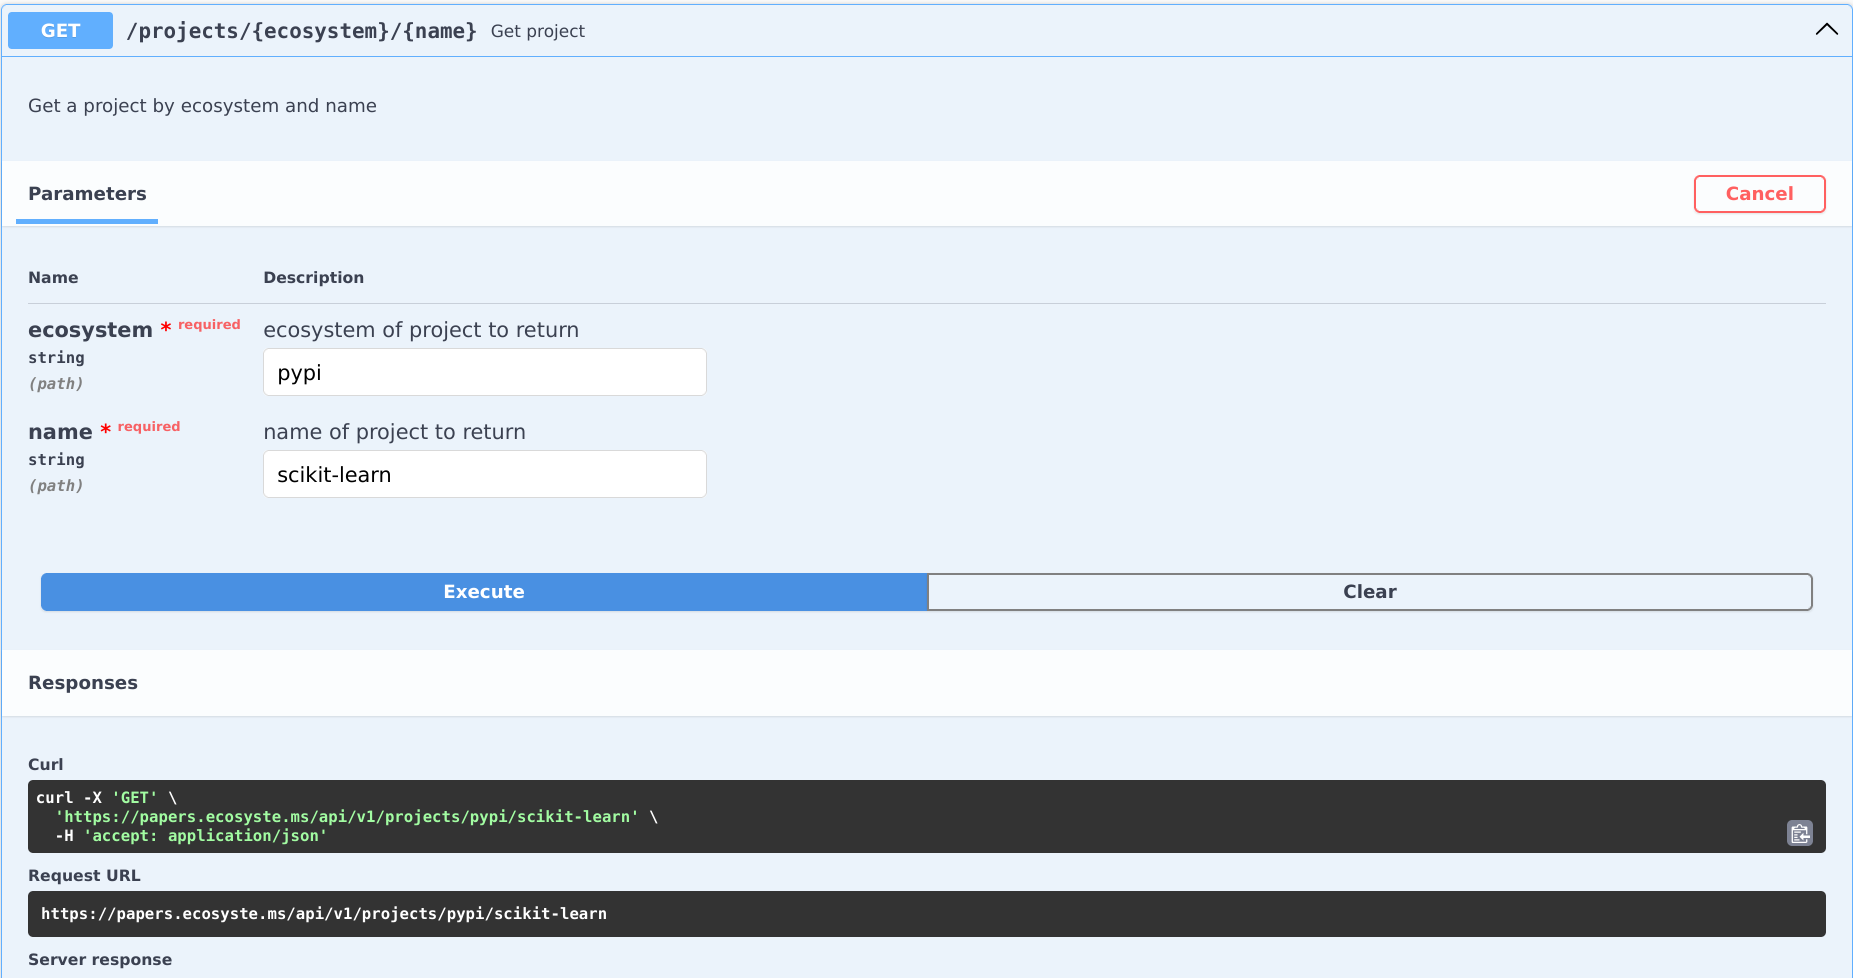 GET /projects/{ecosystem}/{name} Get project
Get a project by ecosystem and name
Parameters Cancel
Name Description
ecosystem * required ecosystem of project to return
string
(path)
pypi
name * required name of project to return
string
(path)
scikit-learn
Execute Clear
Responses
Curl
curl -X 'GET' \
  'https://papers.ecosyste.ms/api/v1/projects/pypi/scikit-learn' \
  -H 'accept: application/json'
Request URL
https://papers.ecosyste.ms/api/v1/projects/pypi/scikit-learn
Server response